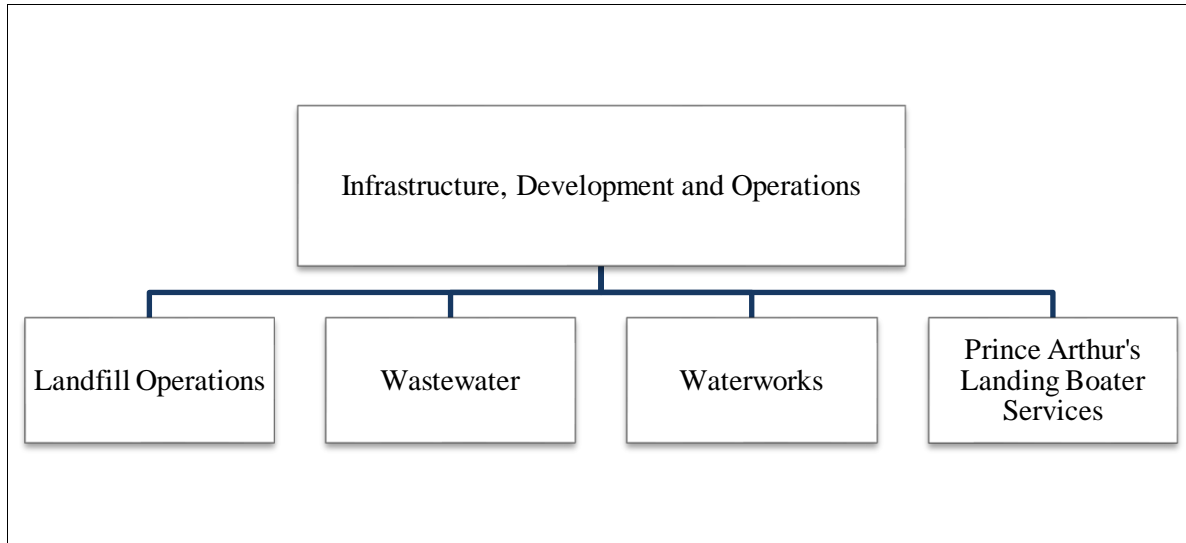 Infrastructure, Development and Operations
Landfill Operations
Wastewater
Waterworks
Prince Arthur's
Landing Boater
Services